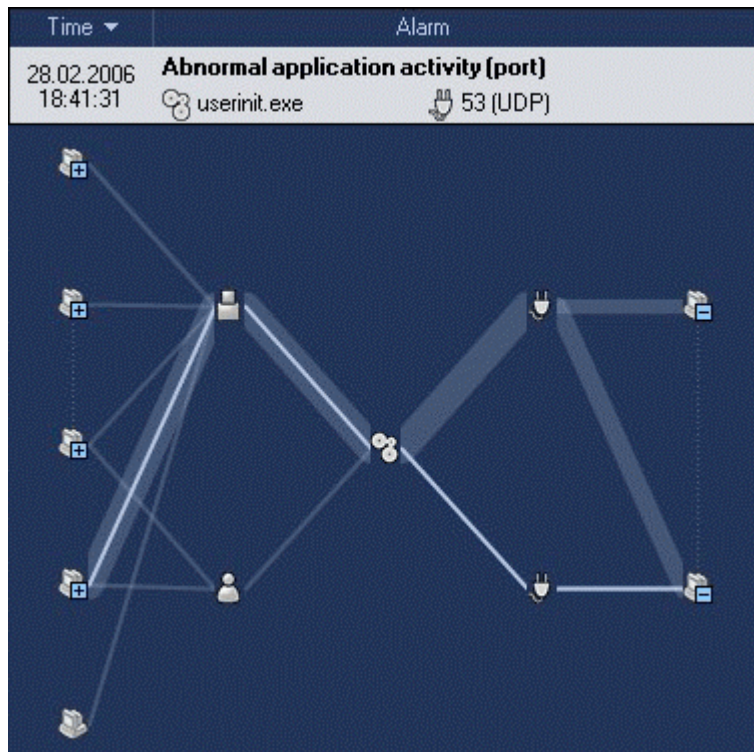 Time Alarm
28.02.2006 Abnormal application activity (port)
18:41:31 userinit.exe 53 (UDP)